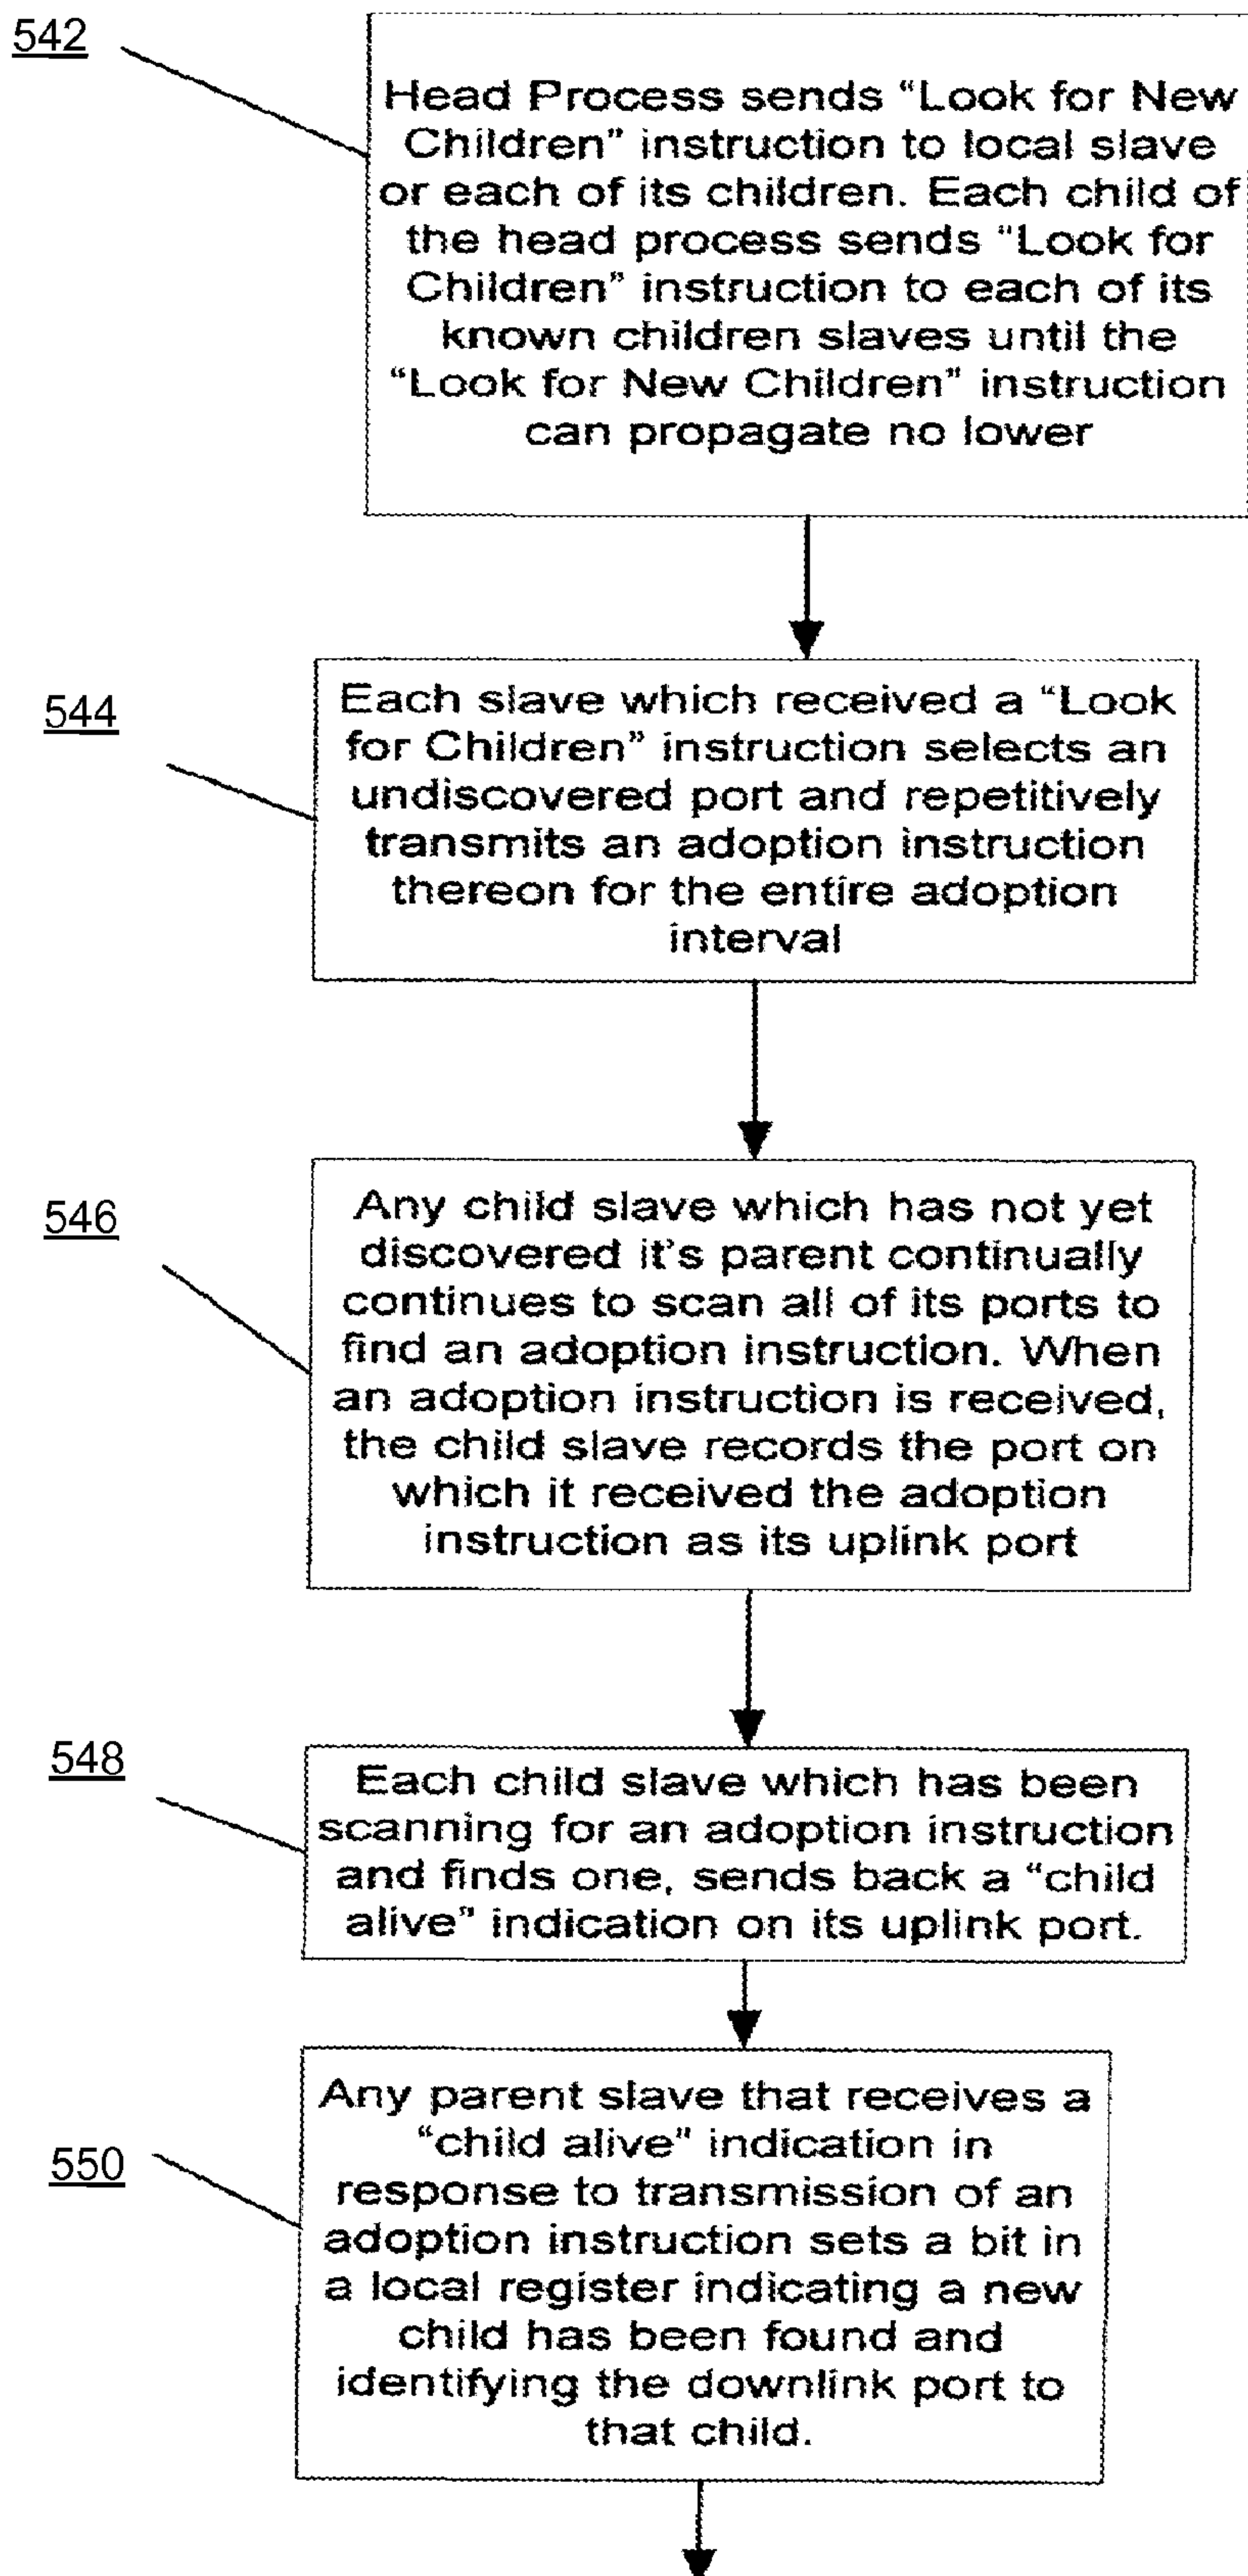 542
Head Process sends “Look for New
Children” instruction to local slave
or each of its children. Each child of
the head process sends “Look for
Children” instruction to each of its
known children slaves until the
“Look for New Children” instruction
can propagate no lower
544
Each slave which received a “Look
for Children” instruction selects an
undiscovered port and repetitively
transmits an adoption instruction
thereon for the entire adoption
interval
546
Any child slave which has not yet
discovered it's parent continually
continues to scan all of its ports to
find an adoption instruction. When
an adoption instruction is received,
the child slave records the port on
which it received the adoption
instruction as its uplink port
548
Each child slave which has been
scanning for an adoption instruction
and finds one, sends back a “child
alive” indication on its uplink port.
550
Any parent slave that receives a
“child alive” indication in
response to transmission of an
adoption instruction sets a bit in
a local register indicating a new
child has been found and
identifying the downlink port to
that child.